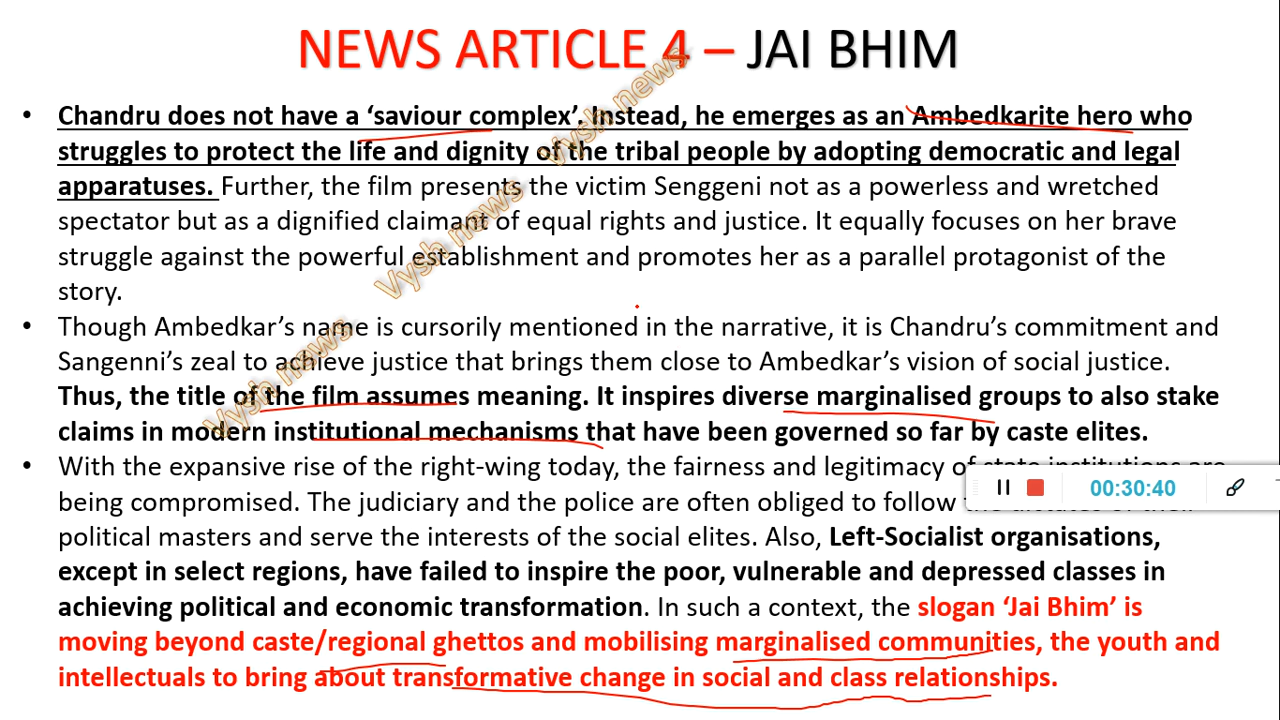 NEWS ARTICLE 4 – JAI BHIM
• Chandru does not have a ‘saviour complex’. Instead, he emerges as an Ambedkarite hero who
struggles to protect the life and dignity of the tribal people by adopting democratic and legal
apparatuses. Further, the film presents the victim Senggeni not as a powerless and wretched
spectator but as a dignified claimant of equal rights and justice. It equally focuses on her brave
struggle against the powerful establishment and promotes her as a parallel protagonist of the
story.
• Though Ambedkar’s name is cursorily mentioned in the narrative, it is Chandru’s commitment and
Sangenni’s zeal to achieve justice that brings them close to Ambedkar’s vision of social justice.
Thus, the title of the film assumes meaning. It inspires diverse marginalised groups to also stake
claims in modern institutional mechanisms that have been governed so far by caste elites.
• With the expansive rise of the right-wing today, the fairness and legitimacy of state institutions are
being compromised. The judiciary and the police are often obliged to follow
00:30:40
political masters and serve the interests of the social elites. Also, Left-Socialist organisations,
except in select regions, have failed to inspire the poor, vulnerable and depressed classes in
achieving political and economic transformation. In such a context, the slogan ‘Jai Bhim’ is
moving beyond caste/regional ghettos and mobilising marginalised communities, the youth and
intellectuals to bring about transformative change in social and class relationships.
Vysh news
Vysh news
Vysh news